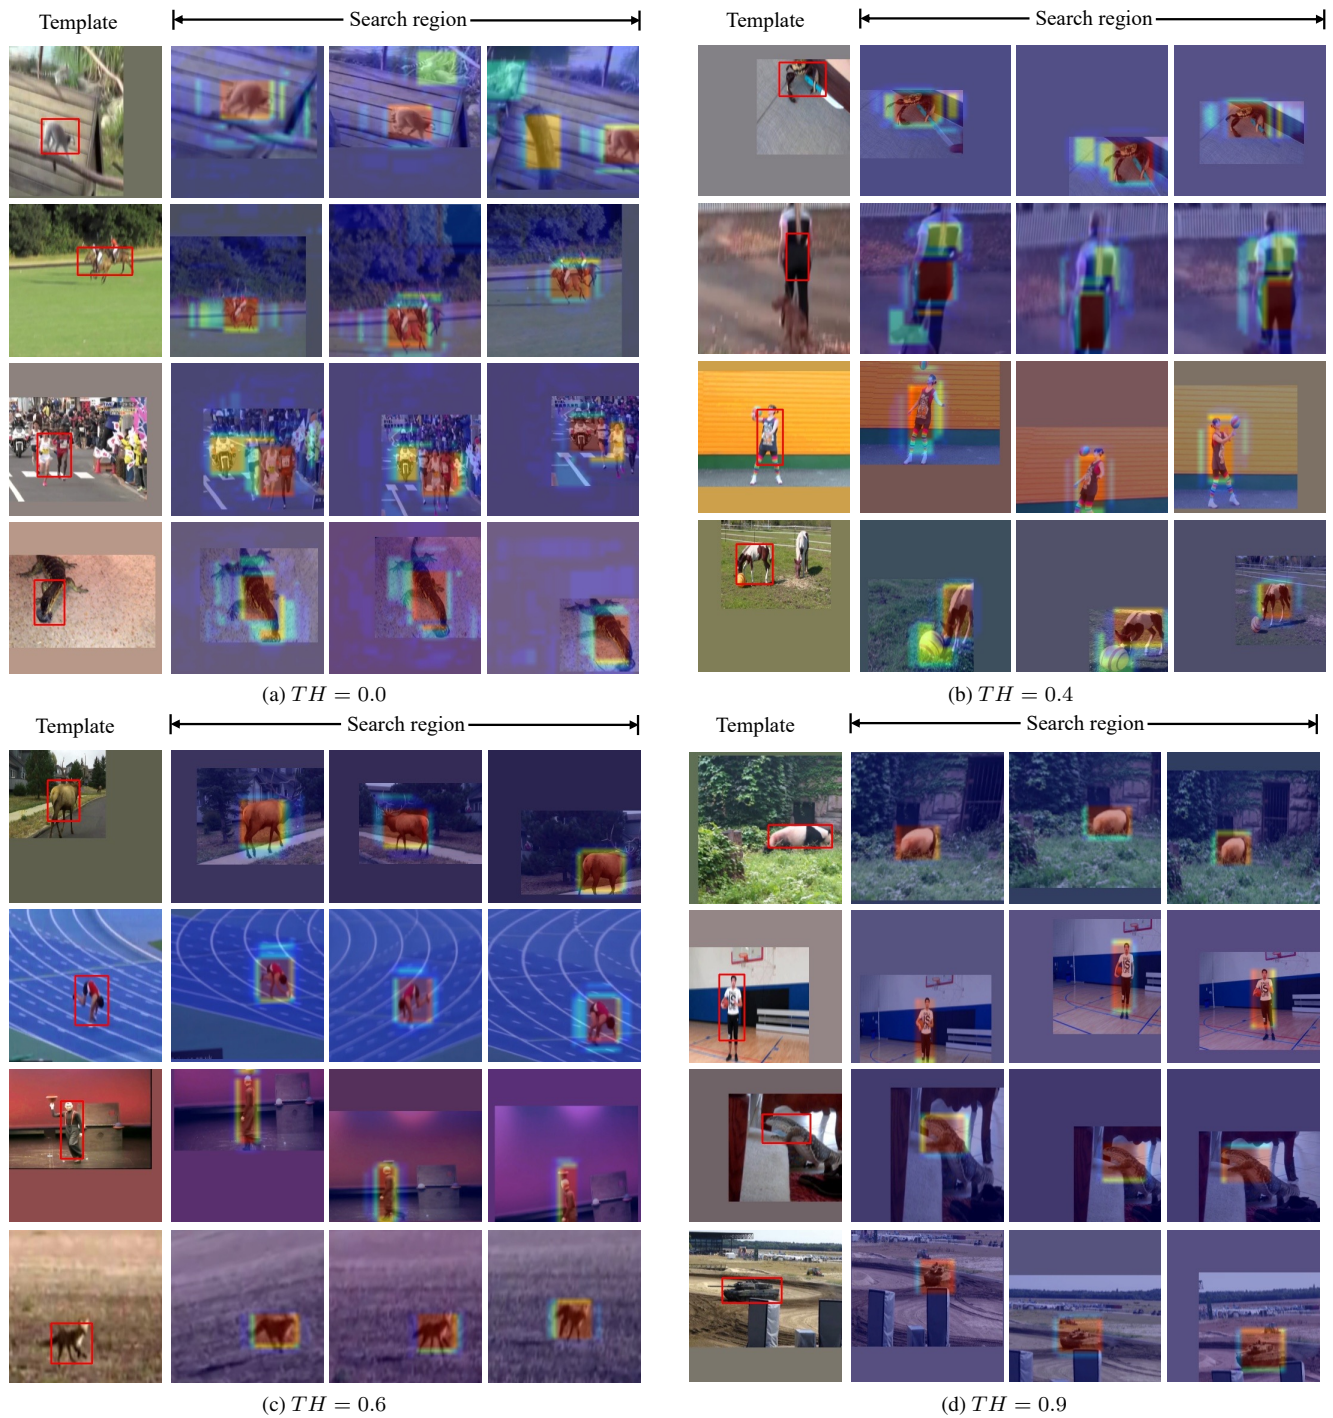 Template
Search region
Template
Search region
(a) TH = 0.0
(b) TH = 0.4
Template
Search region
Template
Search region
(c) TH = 0.6
(d) TH = 0.9